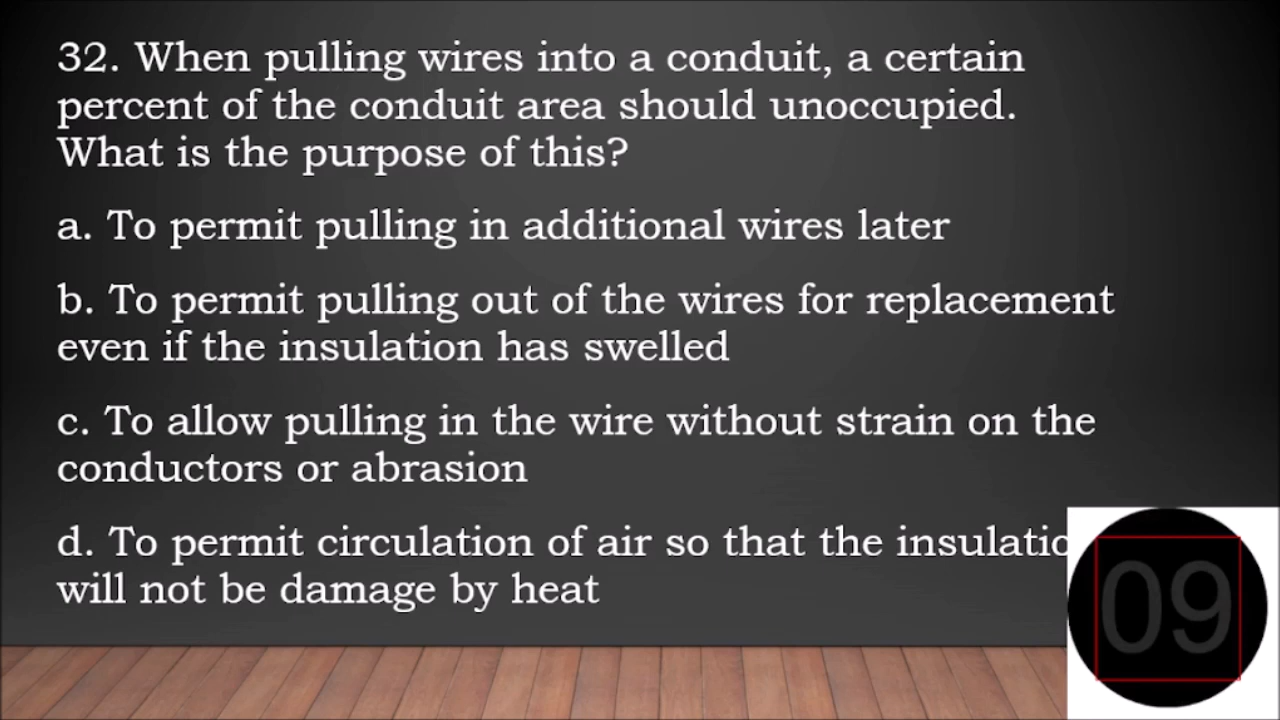 32. When pulling wires into a conduit, a certain
percent of the conduit area should unoccupied.
What is the purpose of this?
a. To permit pulling in additional wires later
b. To permit pulling out of the wires for replacement
even if the insulation has swelled
c. To allow pulling in the wire without strain on the
conductors or abrasion
d. To permit circulation of air so that the insulatio
will not be damage by heat
09